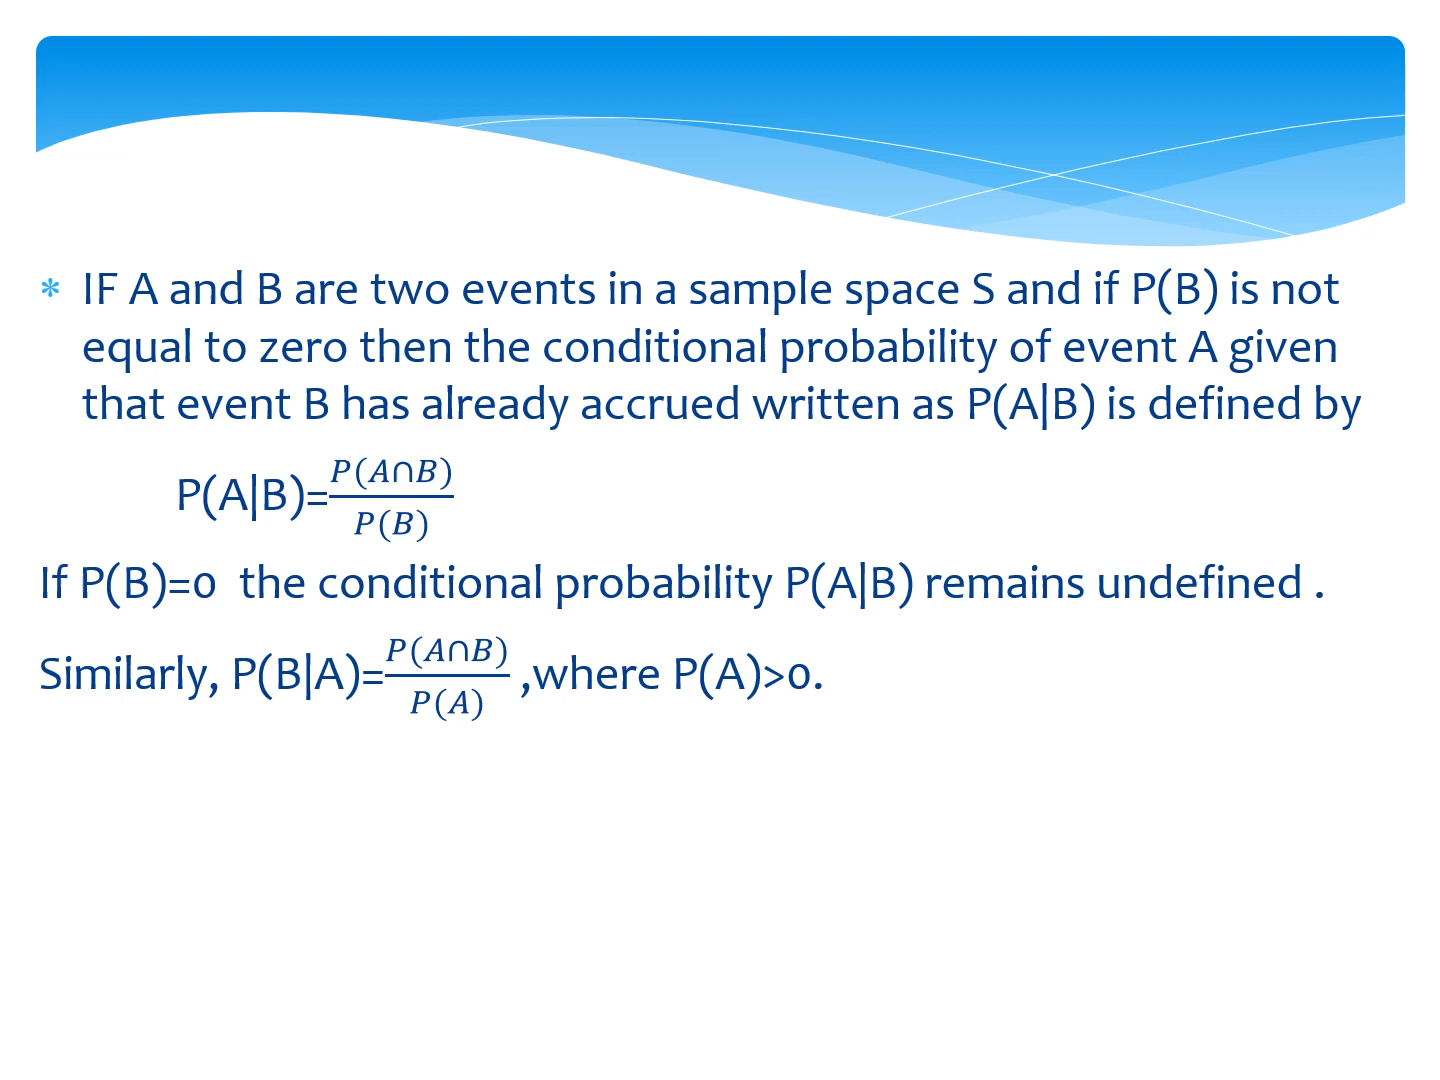 * IF A and B are two events in a sample space S and if P(B) is not
equal to zero then the conditional probability of event A given
that event B has already accrued written as P(A|B) is defined by
P(A|B)=P(A∩B)/P(B)
If P(B)=0 the conditional probability P(A|B) remains undefined .
Similarly, P(B|A)=P(A∩B)/P(A) ,where P(A)>0.